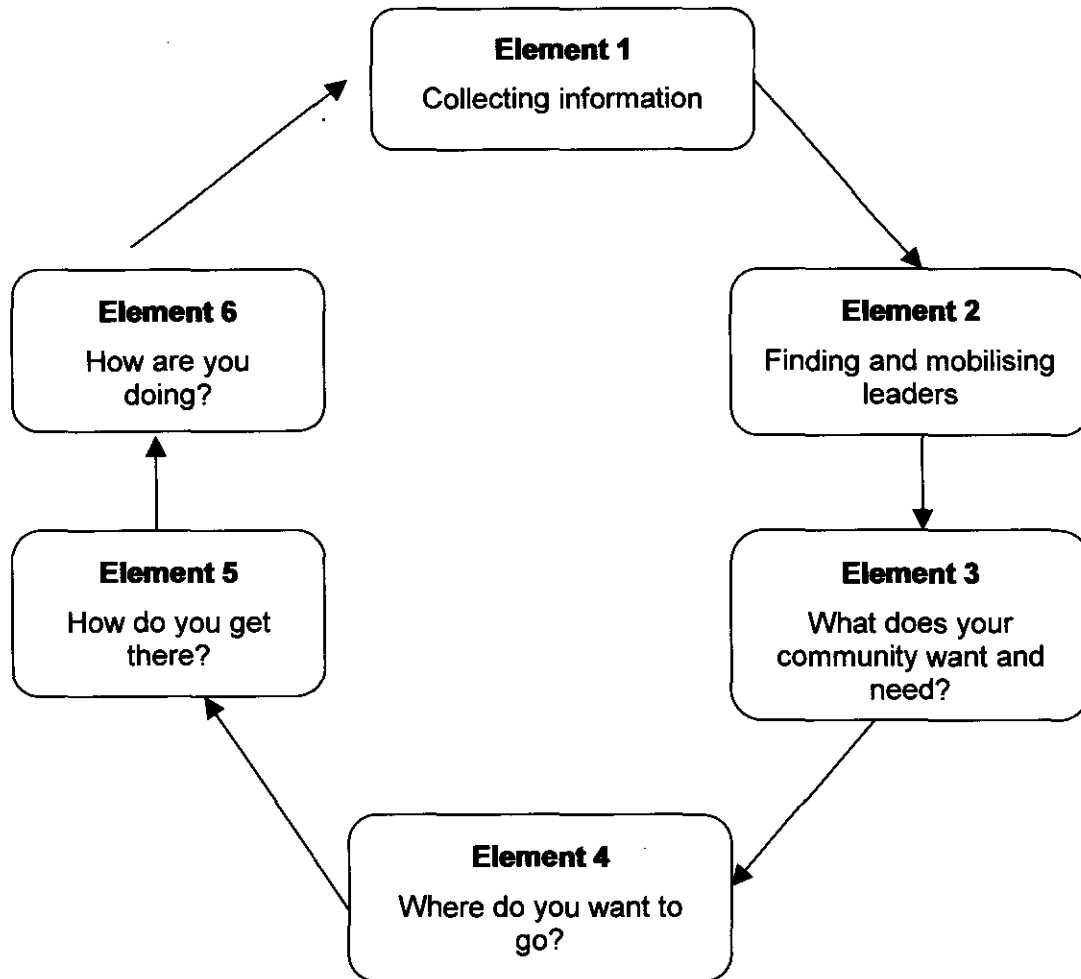 Element 1
Collecting information
Element 2
Finding and mobilising
leaders
Element 3
What does your
community want and
need?
Element 4
Where do you want to
go?
Element 5
How do you get
there?
Element 6
How are you
doing?